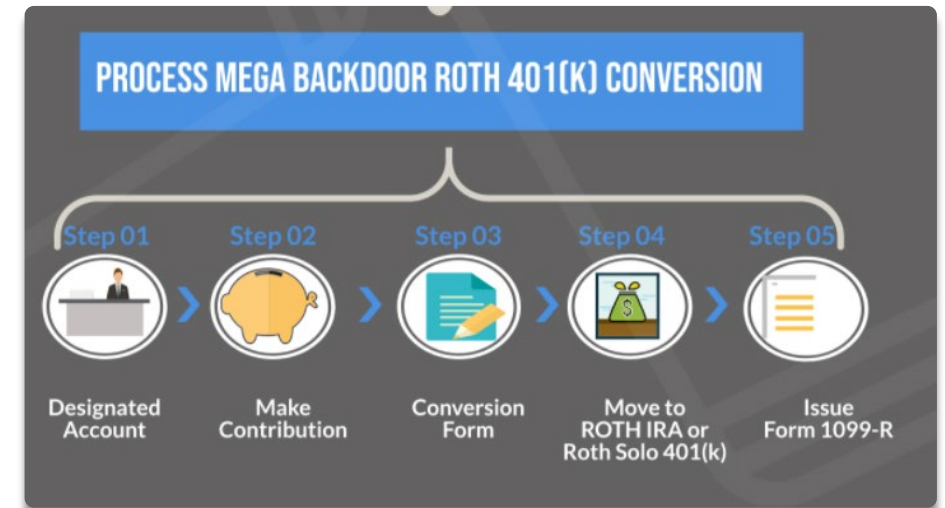 PROCESS MEGA BACKDOOR ROTH 401(K) CONVERSION
Step 01
Step 02
Step 03
Step 04
Step 05
Designated
Account
Make
Contribution
Conversion
Form
Move to
ROTH IRA or
Roth Solo 401(k)
Issue
Form 1099-R
$